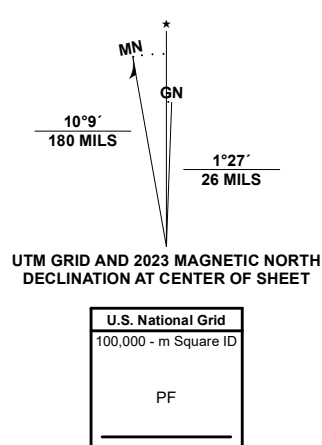 ★
MN
GN
10°9´
180 MILS
1°27´
26 MILS
UTM GRID AND 2023 MAGNETIC NORTH
DECLINATION AT CENTER OF SHEET
U.S. National Grid
100,000 - m Square ID
PF